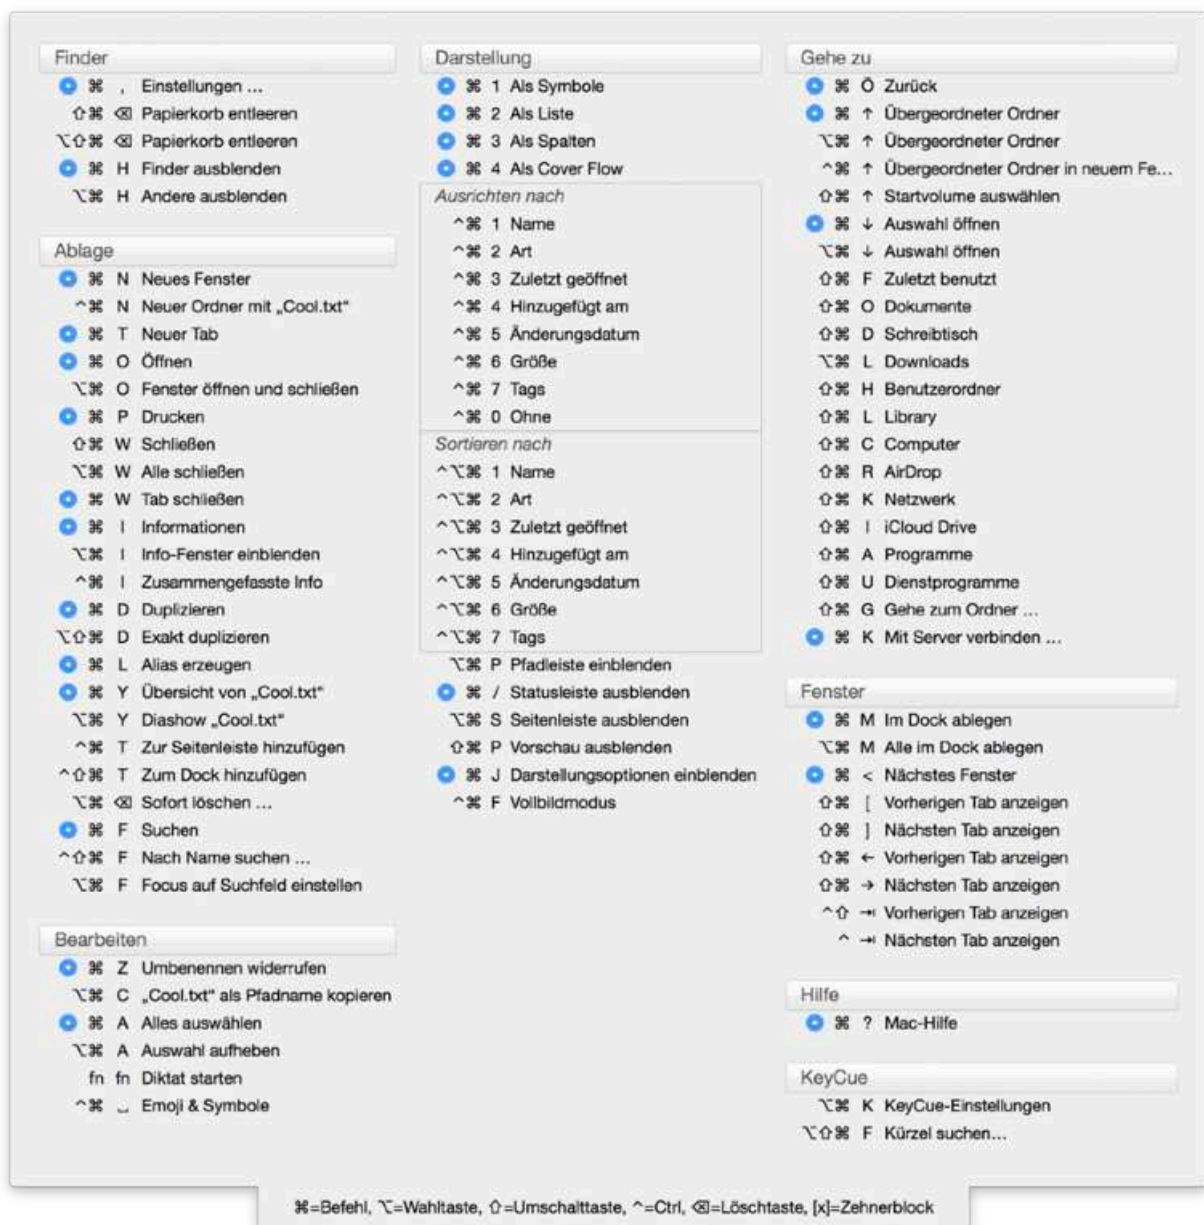 Finder
⌘ , Einstellungen ...
⇧⌘ ⌫ Papierkorb entleeren
⌥⇧⌘ ⌫ Papierkorb entleeren
⌘ H Finder ausblenden
⌥⌘ H Andere ausblenden
Ablage
⌘ N Neues Fenster
^⌘ N Neuer Ordner mit „Cool.txt“
⌘ T Neuer Tab
⌘ O Öffnen
⌥⌘ O Fenster öffnen und schließen
⌘ P Drucken
⇧⌘ W Schließen
⌥⌘ W Alle schließen
⌘ W Tab schließen
⌘ I Informationen
⌥⌘ I Info-Fenster einblenden
^⌘ I Zusammengefasste Info
⌘ D Duplizieren
⌥⇧⌘ D Exakt duplizieren
⌘ L Alias erzeugen
⌘ Y Übersicht von „Cool.txt“
⌥⌘ Y Diashow „Cool.txt“
^⌘ T Zur Seitenleiste hinzufügen
^⇧⌘ T Zum Dock hinzufügen
⌥⌘ ⌫ Sofort löschen ...
⌘ F Suchen
^⇧⌘ F Nach Name suchen ...
⌥⌘ F Focus auf Suchfeld einstellen
Bearbeiten
⌘ Z Umbenennen widerrufen
⌥⌘ C „Cool.txt“ als Pfadname kopieren
⌘ A Alles auswählen
⌥⌘ A Auswahl aufheben
fn fn Diktat starten
^⌘ ⎵ Emoji & Symbole
Darstellung
⌘ 1 Als Symbole
⌘ 2 Als Liste
⌘ 3 Als Spalten
⌘ 4 Als Cover Flow
Ausrichten nach
^⌘ 1 Name
^⌘ 2 Art
^⌘ 3 Zuletzt geöffnet
^⌘ 4 Hinzugefügt am
^⌘ 5 Änderungsdatum
^⌘ 6 Größe
^⌘ 7 Tags
^⌘ 0 Ohne
Sortieren nach
^⌥⌘ 1 Name
^⌥⌘ 2 Art
^⌥⌘ 3 Zuletzt geöffnet
^⌥⌘ 4 Hinzugefügt am
^⌥⌘ 5 Änderungsdatum
^⌥⌘ 6 Größe
^⌥⌘ 7 Tags
⌥⌘ P Pfadleiste einblenden
⌘ / Statusleiste ausblenden
⌥⌘ S Seitenleiste ausblenden
⇧⌘ P Vorschau ausblenden
⌘ J Darstellungsoptionen einblenden
^⌘ F Vollbildmodus
Gehe zu
⌘ Ö Zurück
⌘ ↑ Übergeordneter Ordner
⌥⌘ ↑ Übergeordneter Ordner
^⌘ ↑ Übergeordneter Ordner in neuem Fe...
⇧⌘ ↑ Startvolume auswählen
⌘ ↓ Auswahl öffnen
⌥⌘ ↓ Auswahl öffnen
⇧⌘ F Zuletzt benutzt
⇧⌘ O Dokumente
⇧⌘ D Schreibtisch
⌥⌘ L Downloads
⇧⌘ H Benutzerordner
⇧⌘ L Library
⇧⌘ C Computer
⇧⌘ R AirDrop
⇧⌘ K Netzwerk
⇧⌘ I iCloud Drive
⇧⌘ A Programme
⇧⌘ U Dienstprogramme
⇧⌘ G Gehe zum Ordner ...
⌘ K Mit Server verbinden ...
Fenster
⌘ M Im Dock ablegen
⌥⌘ M Alle im Dock ablegen
⌘ < Nächstes Fenster
⇧⌘ [ Vorherigen Tab anzeigen
⇧⌘ ] Nächsten Tab anzeigen
⇧⌘ ← Vorherigen Tab anzeigen
⇧⌘ → Nächsten Tab anzeigen
^⇧ ⇥ Vorherigen Tab anzeigen
^ ⇥ Nächsten Tab anzeigen
Hilfe
⌘ ? Mac-Hilfe
KeyCue
⌥⌘ K KeyCue-Einstellungen
⌥⇧⌘ F Kürzel suchen...
⌘=Befehl, ⌥=Wahltaste, ⇧=Umschalttaste, ^=Ctrl, ⌫=Löschtaste, [x]=Zehnerblock